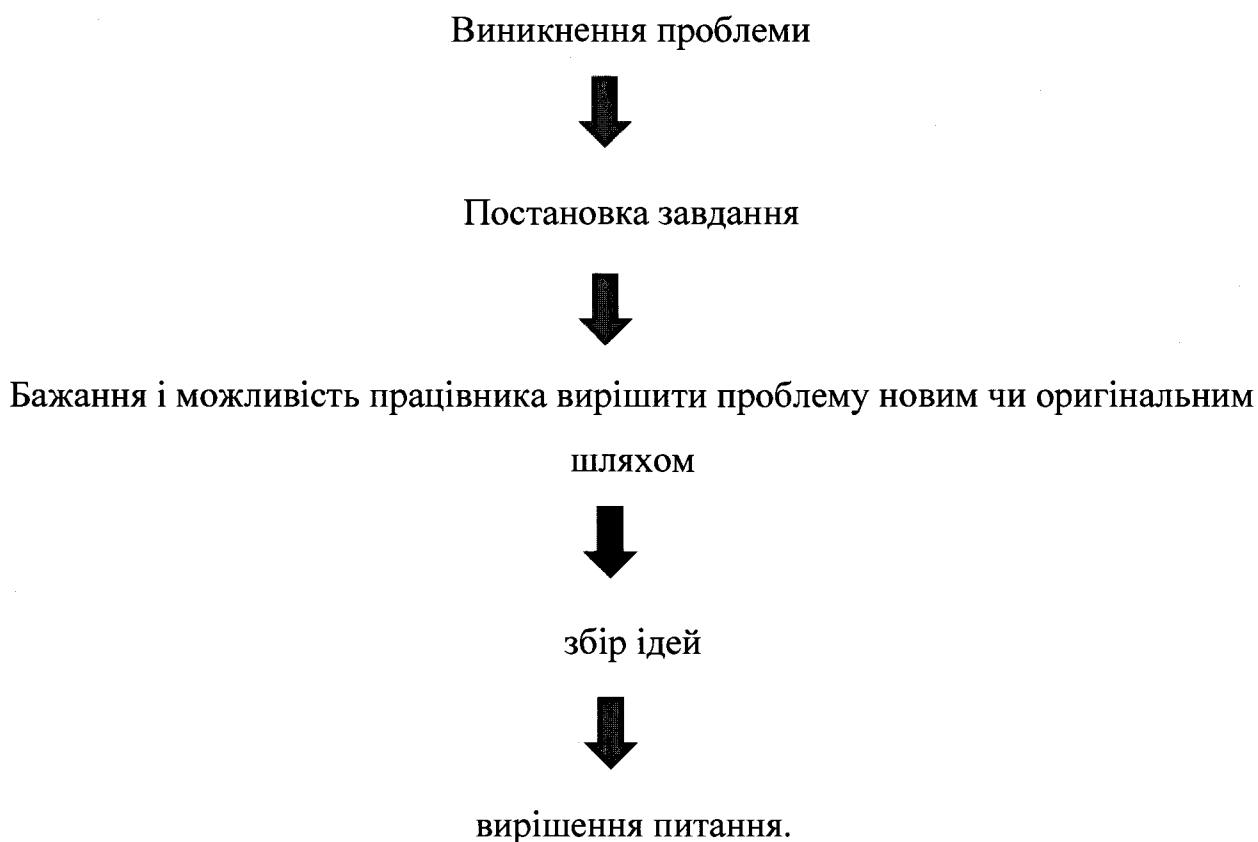 Виникнення проблеми
Постановка завдання
Бажання і можливість працівника вирішити проблему новим чи оригінальним
шляхом
збір ідей
вирішення питання.